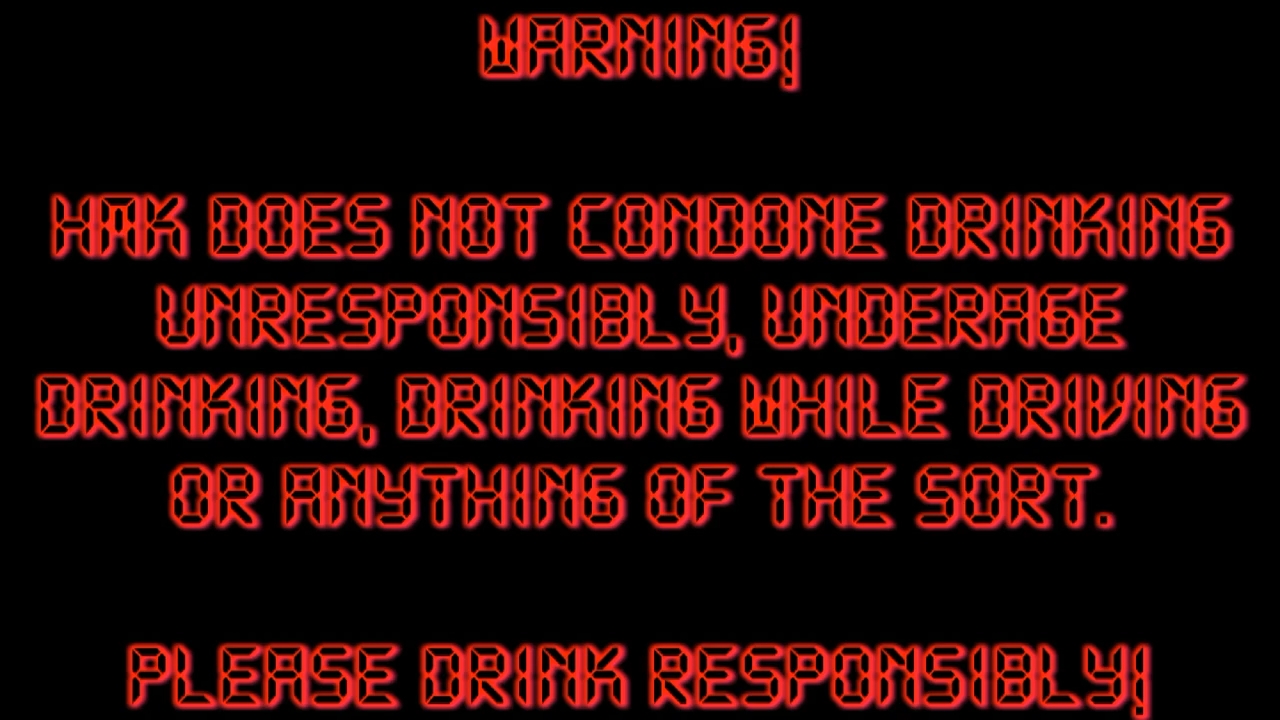 WARNING!
HMK DOES NOT CONDONE DRINKING
UNRESPONSIBLY, UNDERAGE
DRINKING, DRINKING WHILE DRIVING
OR ANYTHING OF THE SORT.
PLEASE DRINK RESPONSIBLY!